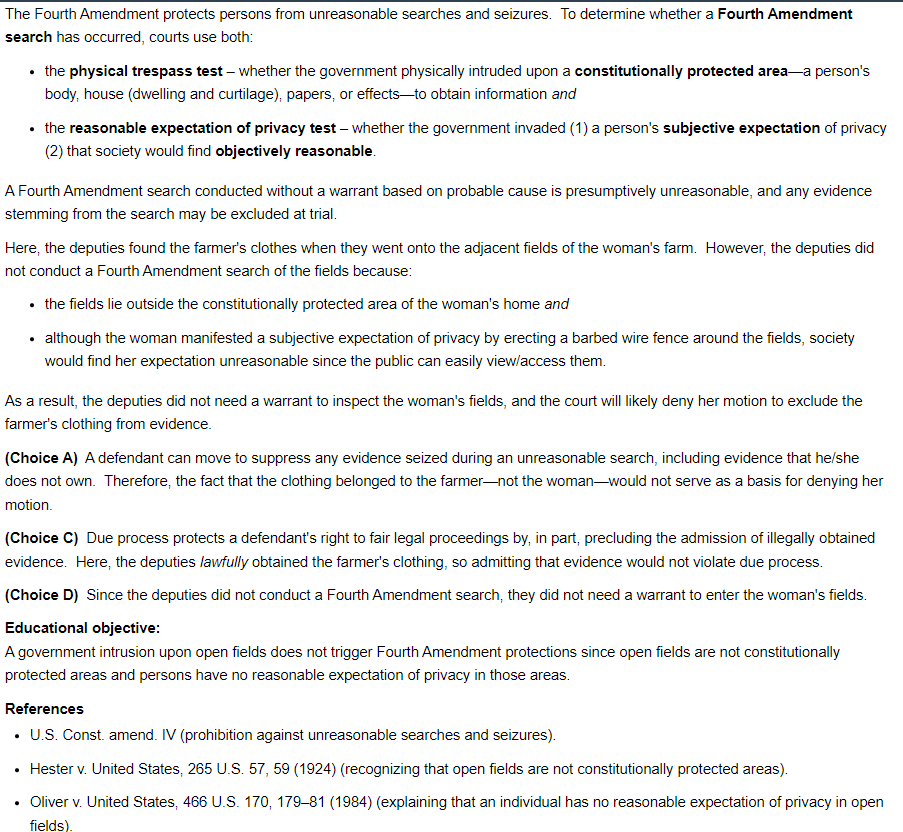 The Fourth Amendment protects persons from unreasonable searches and seizures.  To determine whether a Fourth Amendment
search has occurred, courts use both:
• the physical trespass test – whether the government physically intruded upon a constitutionally protected area—a person's
body, house (dwelling and curtilage), papers, or effects—to obtain information and
• the reasonable expectation of privacy test – whether the government invaded (1) a person's subjective expectation of privacy
(2) that society would find objectively reasonable.
A Fourth Amendment search conducted without a warrant based on probable cause is presumptively unreasonable, and any evidence
stemming from the search may be excluded at trial.
Here, the deputies found the farmer's clothes when they went onto the adjacent fields of the woman's farm.  However, the deputies did
not conduct a Fourth Amendment search of the fields because:
• the fields lie outside the constitutionally protected area of the woman's home and
• although the woman manifested a subjective expectation of privacy by erecting a barbed wire fence around the fields, society
would find her expectation unreasonable since the public can easily view/access them.
As a result, the deputies did not need a warrant to inspect the woman's fields, and the court will likely deny her motion to exclude the
farmer's clothing from evidence.
(Choice A)  A defendant can move to suppress any evidence seized during an unreasonable search, including evidence that he/she
does not own.  Therefore, the fact that the clothing belonged to the farmer—not the woman—would not serve as a basis for denying her
motion.
(Choice C)  Due process protects a defendant's right to fair legal proceedings by, in part, precluding the admission of illegally obtained
evidence.  Here, the deputies lawfully obtained the farmer's clothing, so admitting that evidence would not violate due process.
(Choice D)  Since the deputies did not conduct a Fourth Amendment search, they did not need a warrant to enter the woman's fields.
Educational objective:
A government intrusion upon open fields does not trigger Fourth Amendment protections since open fields are not constitutionally
protected areas and persons have no reasonable expectation of privacy in those areas.
References
• U.S. Const. amend. IV (prohibition against unreasonable searches and seizures).
• Hester v. United States, 265 U.S. 57, 59 (1924) (recognizing that open fields are not constitutionally protected areas).
• Oliver v. United States, 466 U.S. 170, 179–81 (1984) (explaining that an individual has no reasonable expectation of privacy in open
fields).